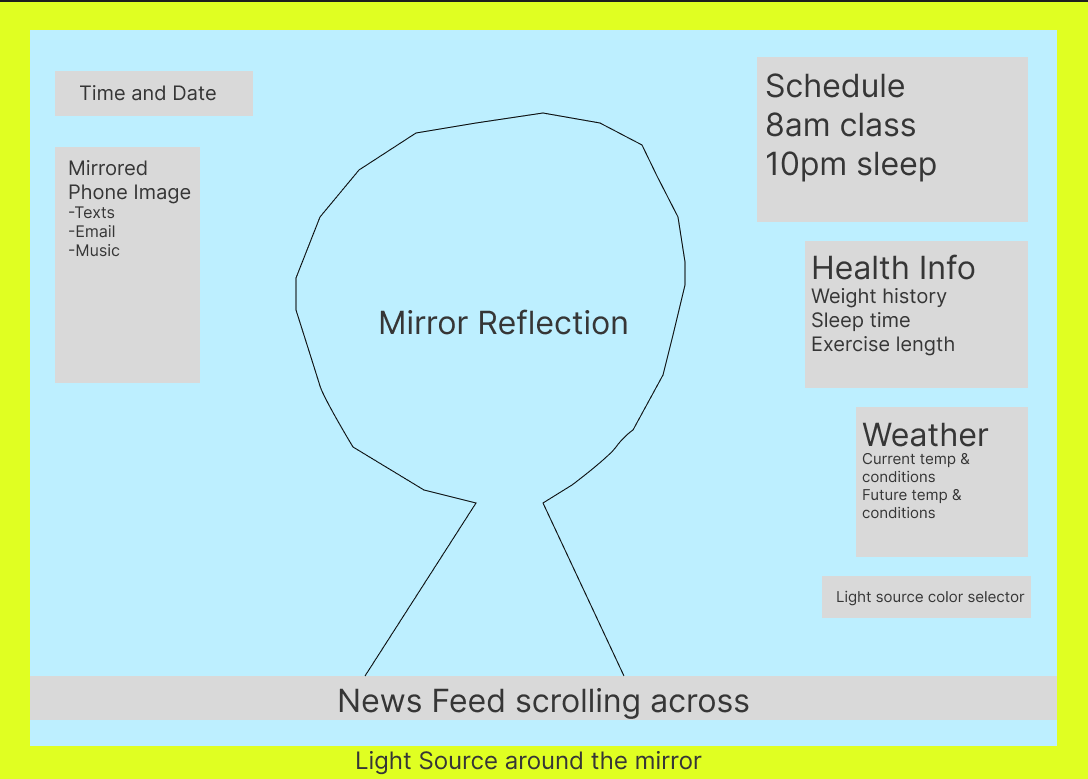 Time and Date
Mirrored
Phone Image
-Texts
-Email
-Music
Mirror Reflection
Schedule
8am class
10pm sleep
Health Info
Weight history
Sleep time
Exercise length
Weather
Current temp &
conditions
Future temp &
conditions
Light source color selector
News Feed scrolling across
Light Source around the mirror